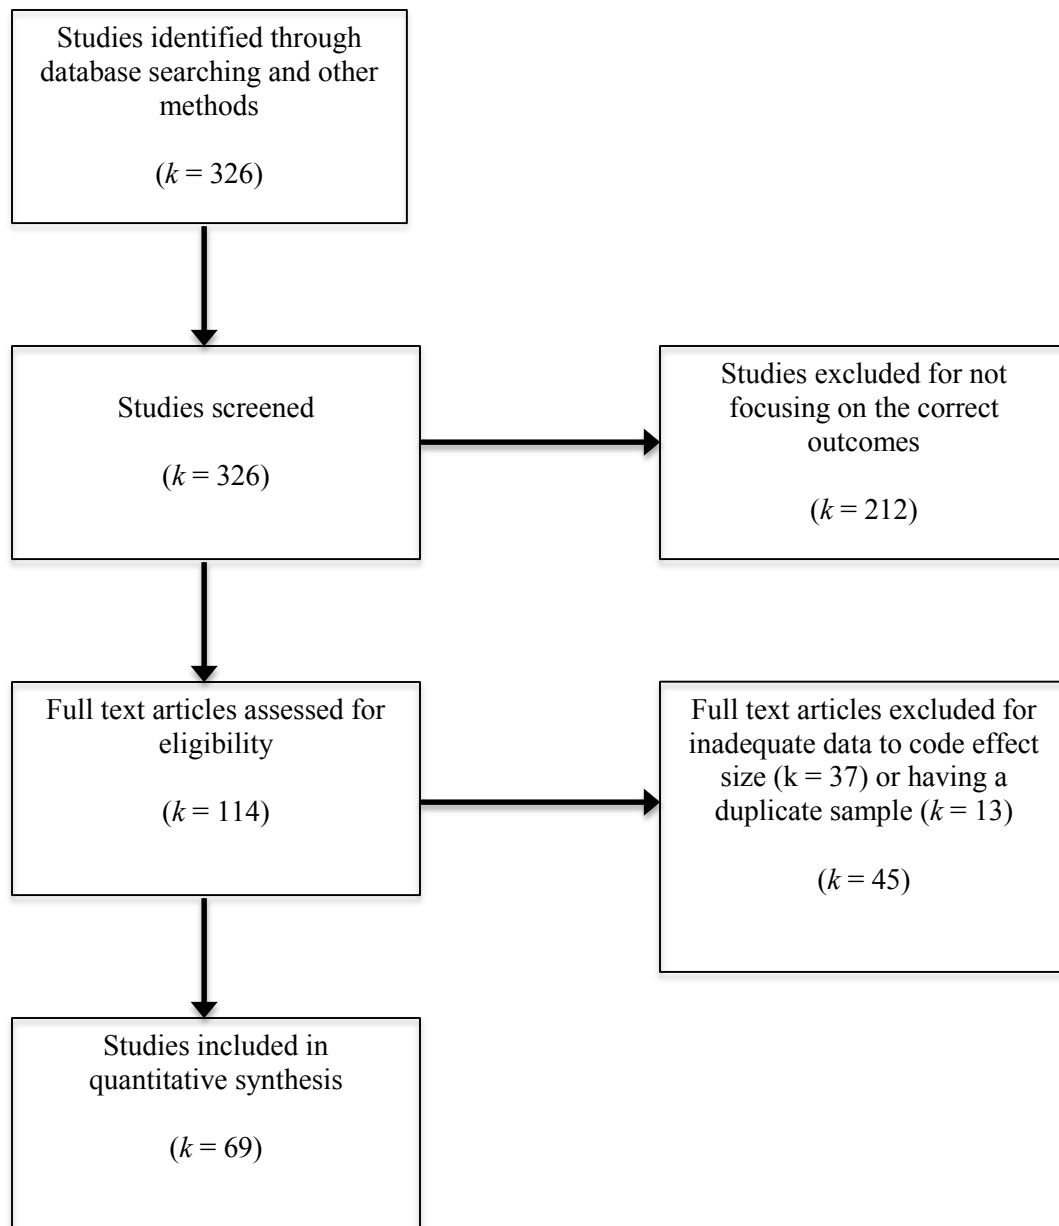 Studies identified through
database searching and other
methods
(k = 326)
Studies screened
(k = 326)
Studies excluded for not
focusing on the correct
outcomes
(k = 212)
Full text articles assessed for
eligibility
(k = 114)
Full text articles excluded for
inadequate data to code effect
size (k = 37) or having a
duplicate sample (k = 13)
(k = 45)
Studies included in
quantitative synthesis
(k = 69)